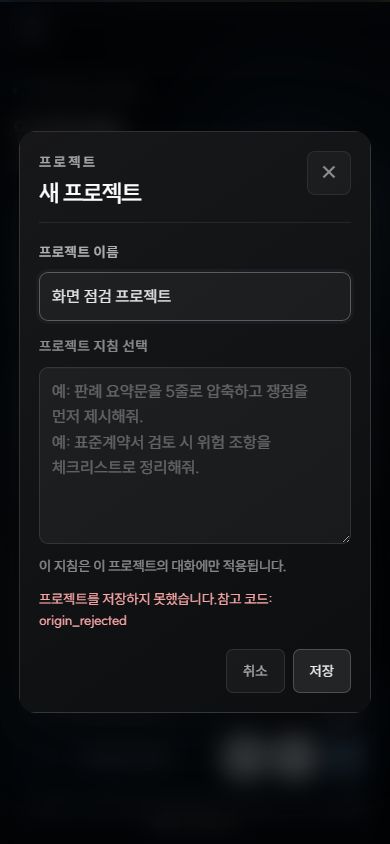 프로젝트
새 프로젝트
프로젝트 이름
화면 점검 프로젝트
프로젝트 지침 선택
예: 판례 요약문을 5줄로 압축하고 쟁점을
먼저 제시해줘.
예: 표준계약서 검토 시 위험 조항을
체크리스트로 정리해줘.
이 지침은 이 프로젝트의 대화에만 적용됩니다.
프로젝트를 저장하지 못했습니다.참고 코드:
origin_rejected
취소 저장